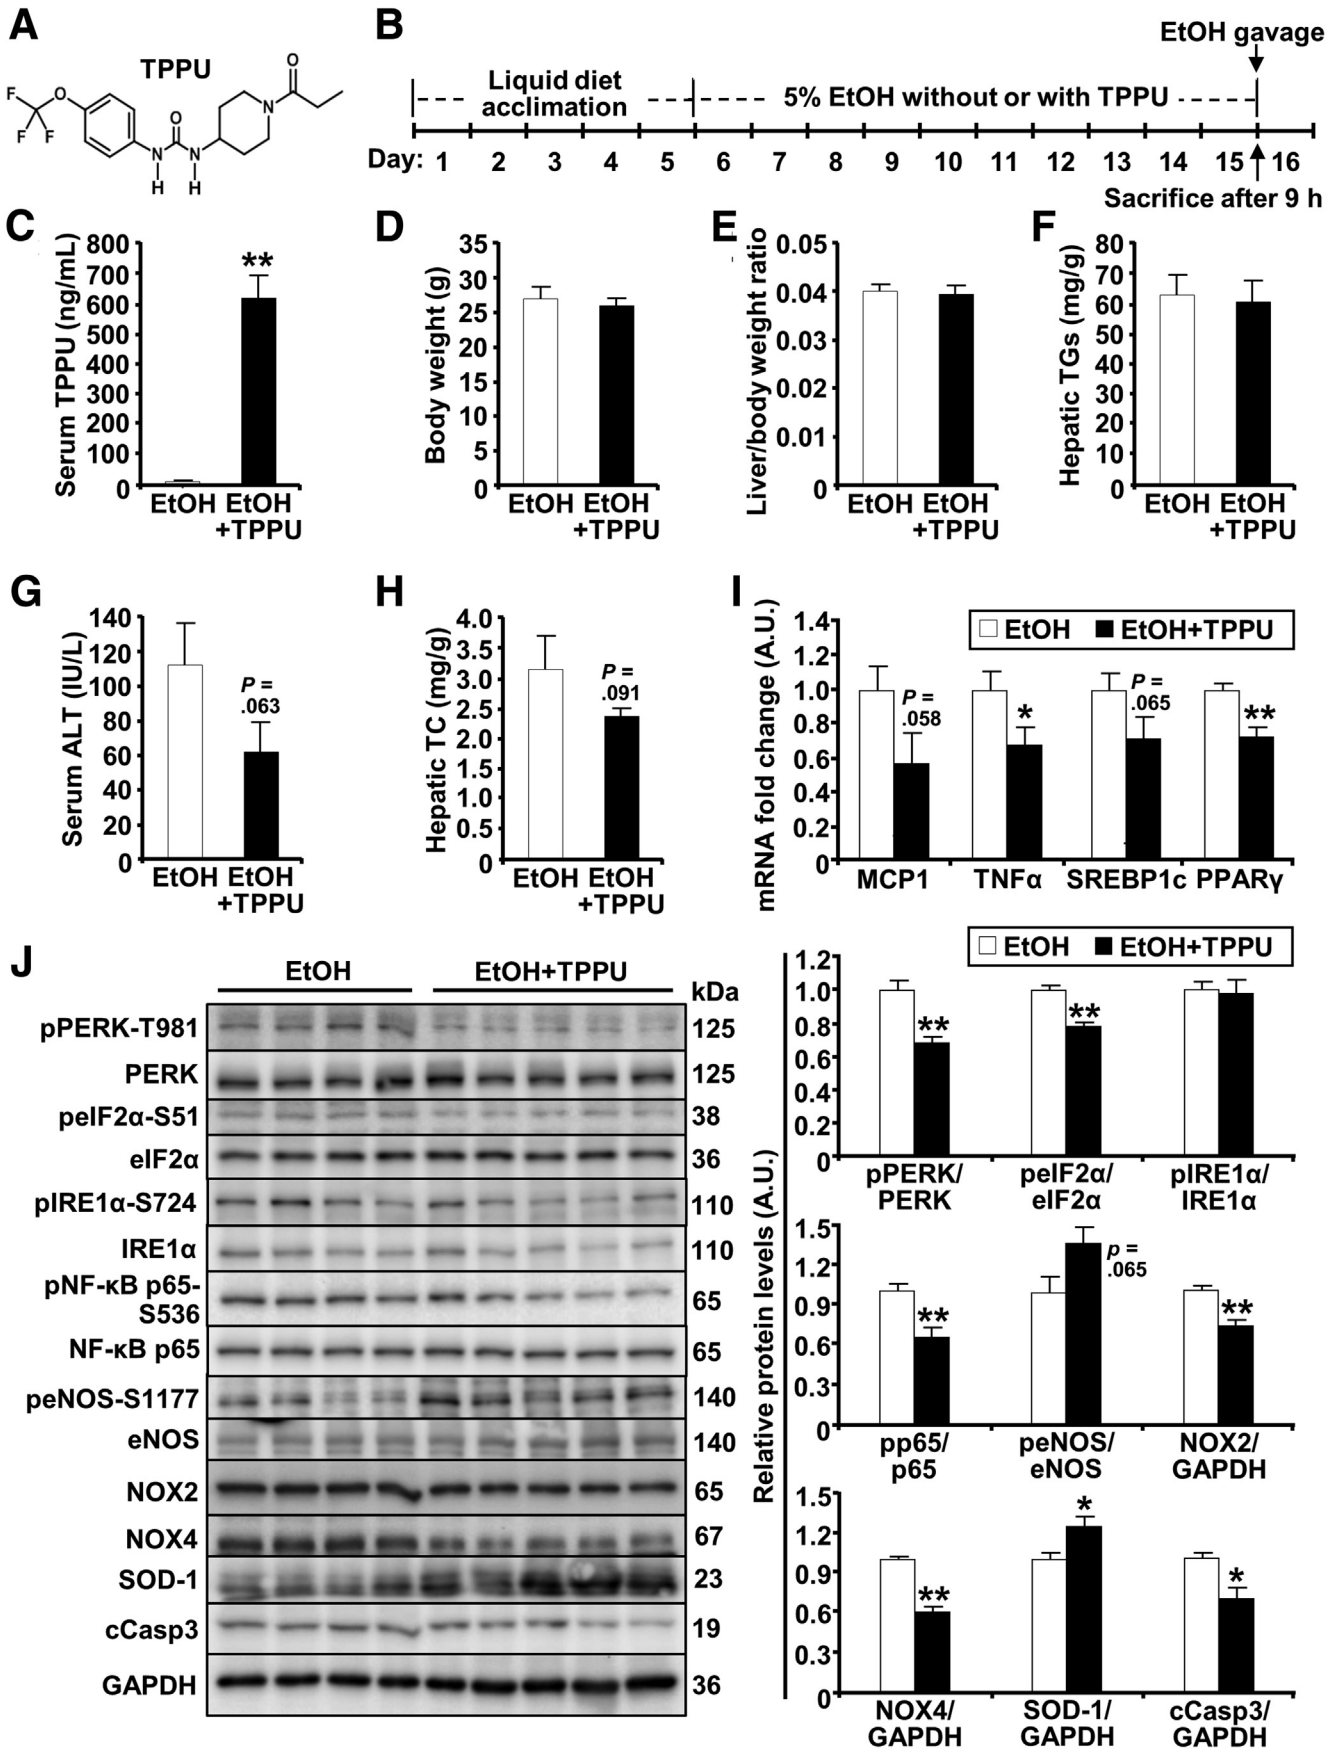 A
TPPU
F
O
F
F
O
N
H
N
H
N
O
B
EtOH gavage
Liquid diet
acclimation
5% EtOH without or with TPPU
Day: 1 2 3 4 5 6 7 8 9 10 11 12 13 14 15 16
Sacrifice after 9 h
C
Serum TPPU (ng/mL)
800
700
600
500
400
300
200
100
0
**
EtOH EtOH
+TPPU
D
Body weight (g)
35
30
25
20
15
10
5
0
EtOH EtOH
+TPPU
E
Liver/body weight ratio
0.05
0.04
0.03
0.02
0.01
0
EtOH EtOH
+TPPU
F
Hepatic TGs (mg/g)
80
70
60
50
40
30
20
10
0
EtOH EtOH
+TPPU
G
Serum ALT (IU/L)
140
120
100
80
60
40
20
0
P =
.063
EtOH EtOH
+TPPU
H
Hepatic TC (mg/g)
4.0
3.5
3.0
2.5
2.0
1.5
1.0
0.5
0
P =
.091
EtOH EtOH
+TPPU
I
mRNA fold change (A.U.)
EtOH EtOH+TPPU
1.4
1.2
1.0
0.8
0.6
0.4
0.2
0
P =
.058
*
P =
.065
**
MCP1 TNFα SREBP1c PPARγ
J
EtOH EtOH+TPPU
kDa
pPERK-T981 125
PERK 125
peIF2α-S51 38
eIF2α 36
pIRE1α-S724 110
IRE1α 110
pNF-κB p65-
S536 65
NF-κB p65 65
peNOS-S1177 140
eNOS 140
NOX2 65
NOX4 67
SOD-1 23
cCasp3 19
GAPDH 36
Relative protein levels (A.U.)
EtOH EtOH+TPPU
1.2
1.0
0.8
0.6
0.4
0.2
0
**
**
pPERK/ peIF2α/ pIRE1α/
PERK eIF2α IRE1α
1.5
1.2
0.9
0.6
0.3
0
**
p =
.065
**
pp65/ peNOS/ NOX2/
p65 eNOS GAPDH
1.5
1.2
0.9
0.6
0.3
0
**
*
*
NOX4/ SOD-1/ cCasp3/
GAPDH GAPDH GAPDH